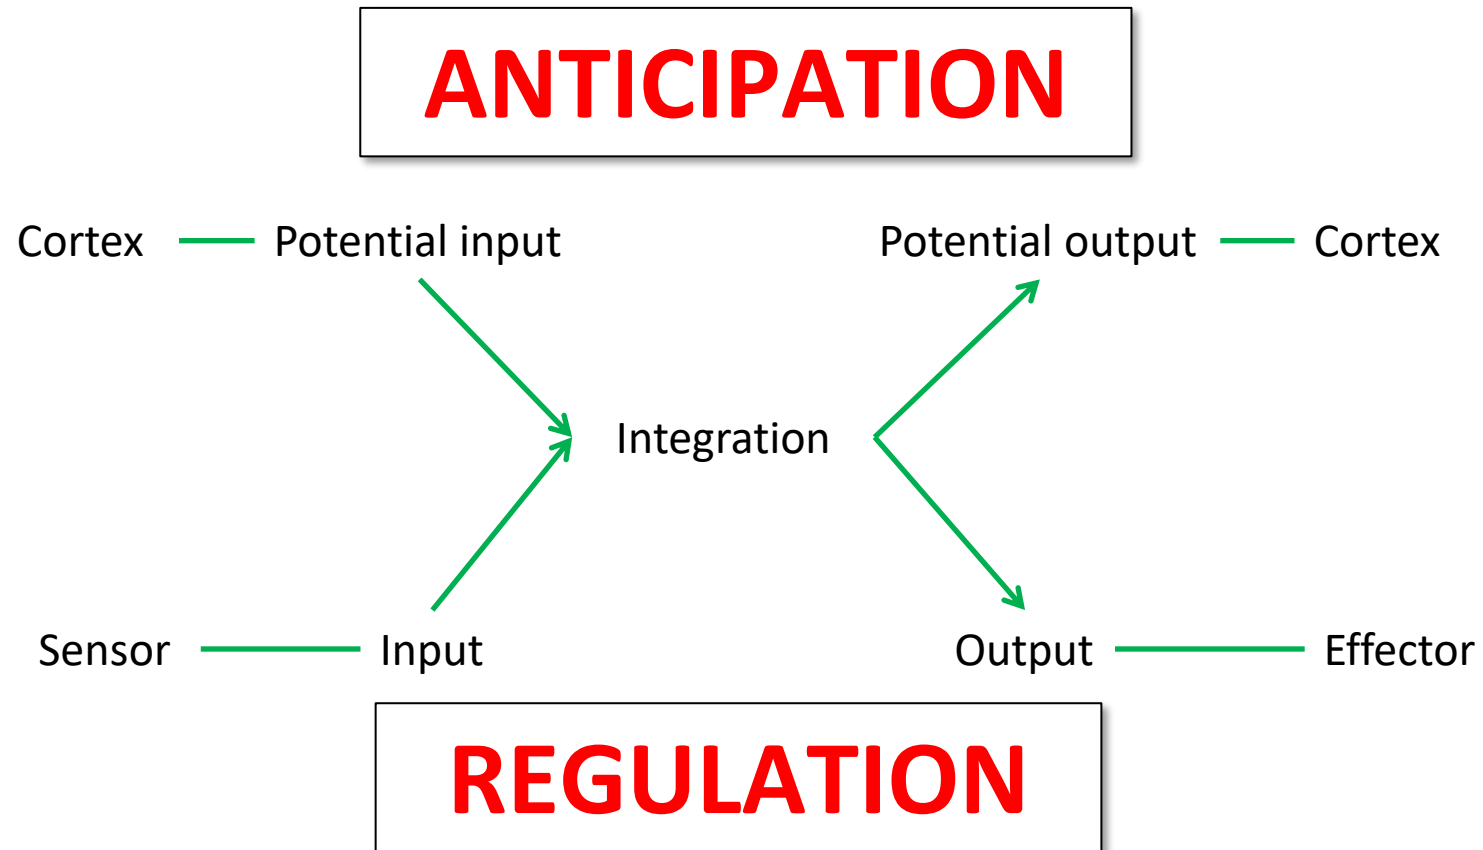 ANTICIPATION
Cortex Potential input Potential output Cortex
Integration
Sensor Input Output Effector
REGULATION